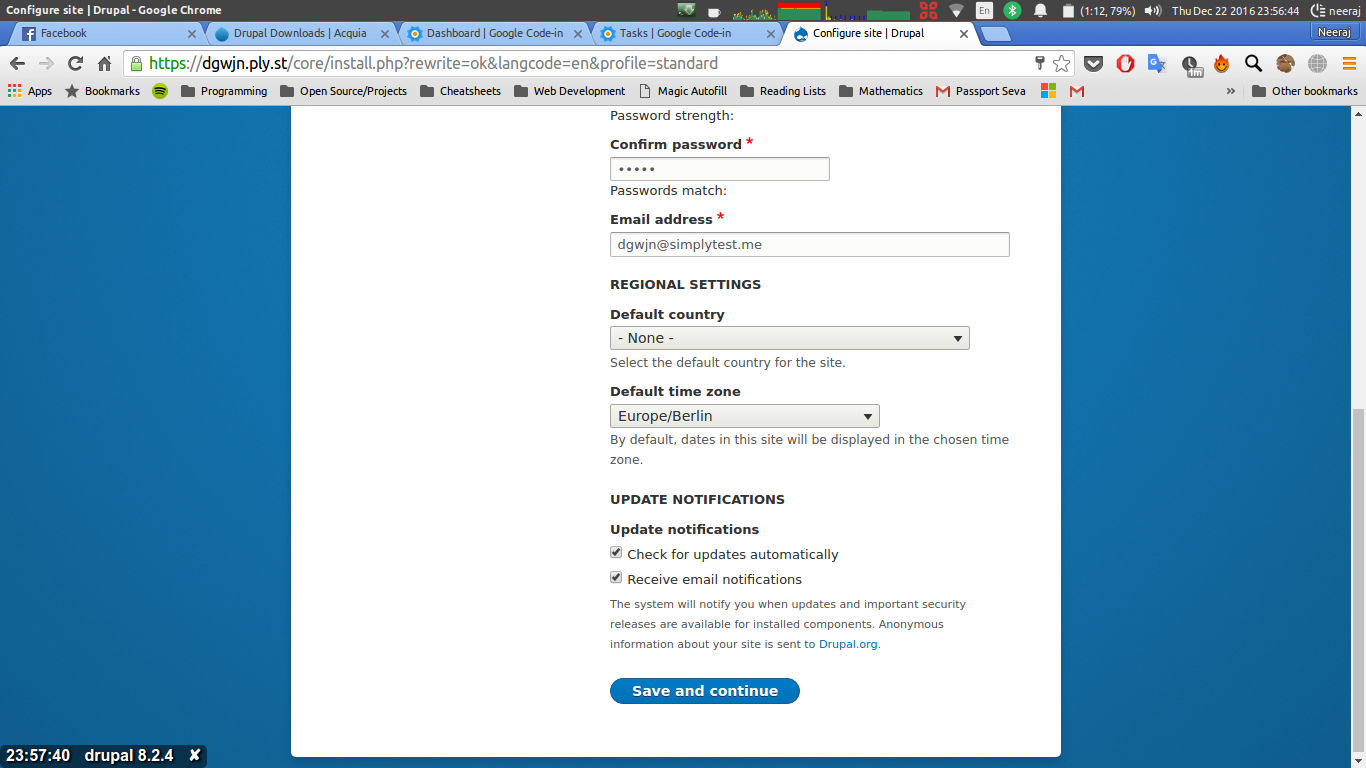 Configure site | Drupal - Google Chrome
En
(1:12, 79%)
Thu Dec 22 2016 23:56:44
neeraj
Facebook
Drupal Downloads | Acquia
Dashboard | Google Code-in
Tasks | Google Code-in
Configure site | Drupal
Neeraj
https://dgwjn.ply.st/core/install.php?rewrite=ok&langcode=en&profile=standard
1m
Apps
Bookmarks
Programming
Open Source/Projects
Cheatsheets
Web Development
Magic Autofill
Reading Lists
Mathematics
Passport Seva
»
Other bookmarks
Password strength:
Confirm password *
•••••
Passwords match:
Email address *
dgwjn@simplytest.me
REGIONAL SETTINGS
Default country
- None -
Select the default country for the site.
Default time zone
Europe/Berlin
By default, dates in this site will be displayed in the chosen time
zone.
UPDATE NOTIFICATIONS
Update notifications
Check for updates automatically
Receive email notifications
The system will notify you when updates and important security
releases are available for installed components. Anonymous
information about your site is sent to Drupal.org.
Save and continue
23:57:40 drupal 8.2.4 ✘